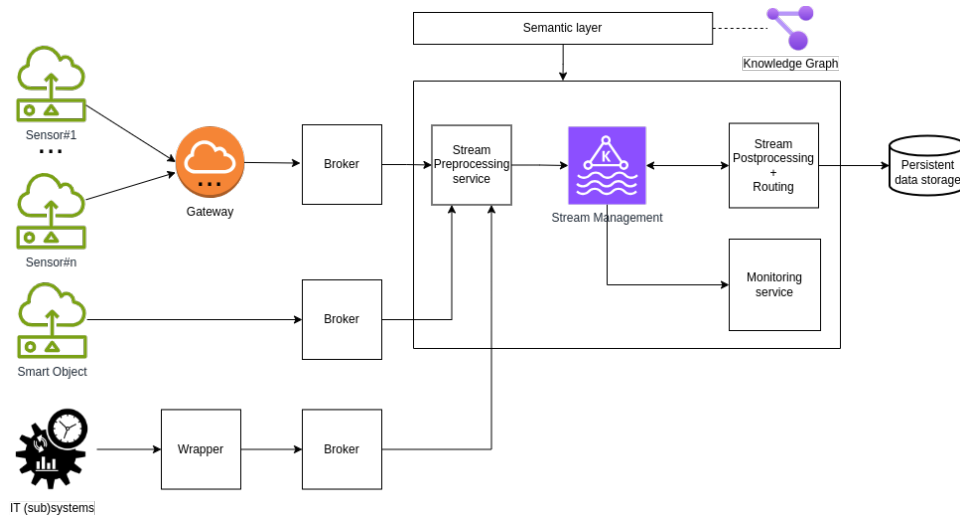 Semantic layer
Knowledge Graph
Sensor#1
...
...
Gateway
Broker
Stream
Preprocessing
service
K
Stream Management
Stream
Postprocessing
+
Routing
Persistent
data storage
Sensor#n
Broker
Monitoring
service
Smart Object
Wrapper
Broker
IT (sub)systems